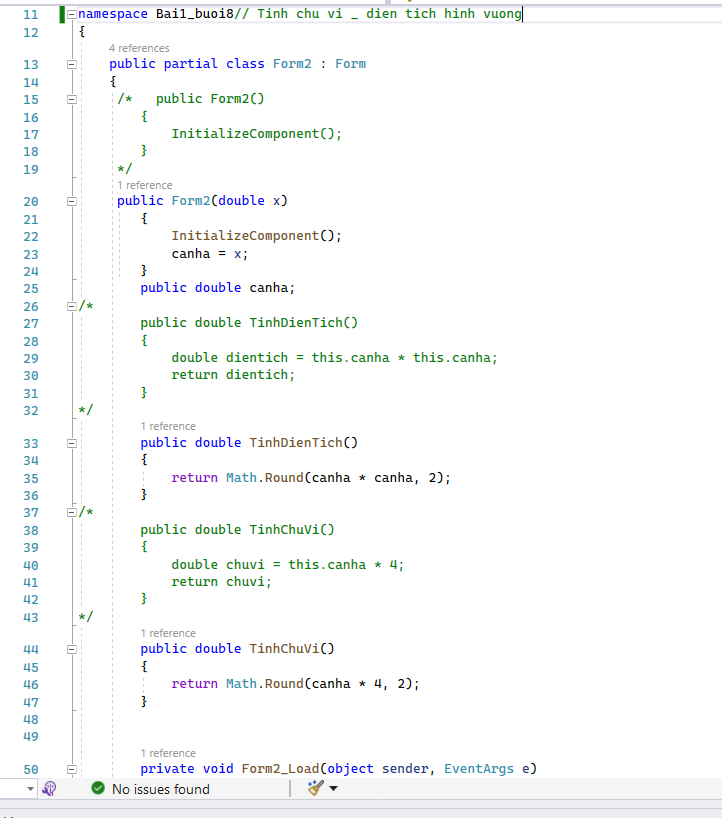 11 namespace Bai1_buoi8// Tinh chu vi _ dien tich hinh vuong
12 {
4 references
13 public partial class Form2 : Form
14 {
15 /* public Form2()
16 {
17 InitializeComponent();
18 }
19 */
1 reference
20 public Form2(double x)
21 {
22 InitializeComponent();
23 canha = x;
24 }
25 public double canha;
26 /*
27 public double TinhDienTich()
28 {
29 double dientich = this.canha * this.canha;
30 return dientich;
31 }
32 */
1 reference
33 public double TinhDienTich()
34 {
35 return Math.Round(canha * canha, 2);
36 }
37 /*
38 public double TinhChuVi()
39 {
40 double chuvi = this.canha * 4;
41 return chuvi;
42 }
43 */
1 reference
44 public double TinhChuVi()
45 {
46 return Math.Round(canha * 4, 2);
47 }
48
49
1 reference
50 private void Form2_Load(object sender, EventArgs e)
No issues found